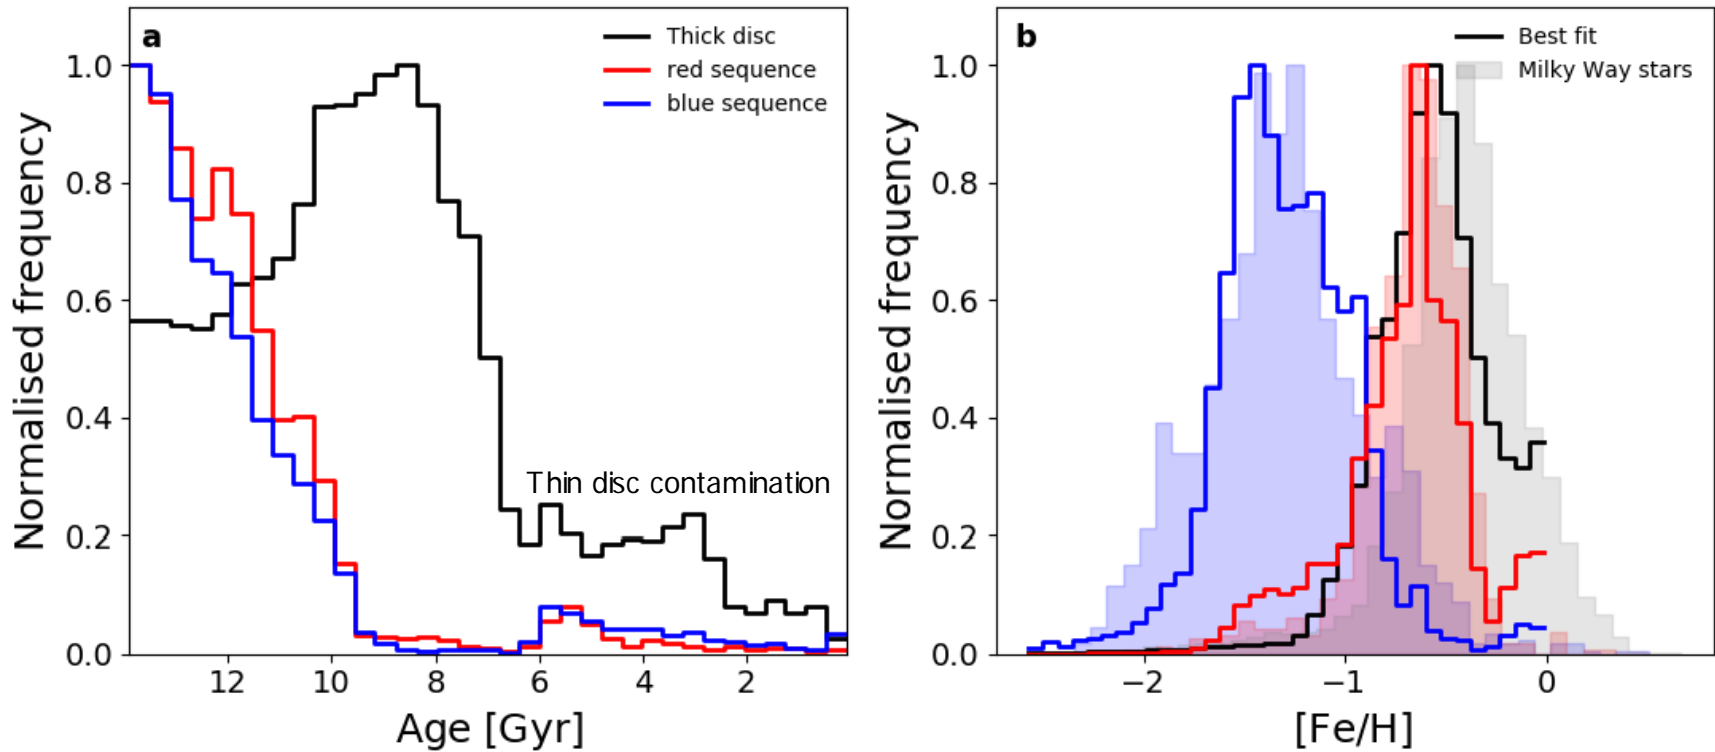 a
Thick disc
red sequence
blue sequence
1.0
0.8
0.6
0.4
0.2
0.0
Normalised frequency
Thin disc contamination
12 10 8 6 4 2
Age [Gyr]
b
Best fit
Milky Way stars
1.0
0.8
0.6
0.4
0.2
0.0
Normalised frequency
−2 −1 0
[Fe/H]